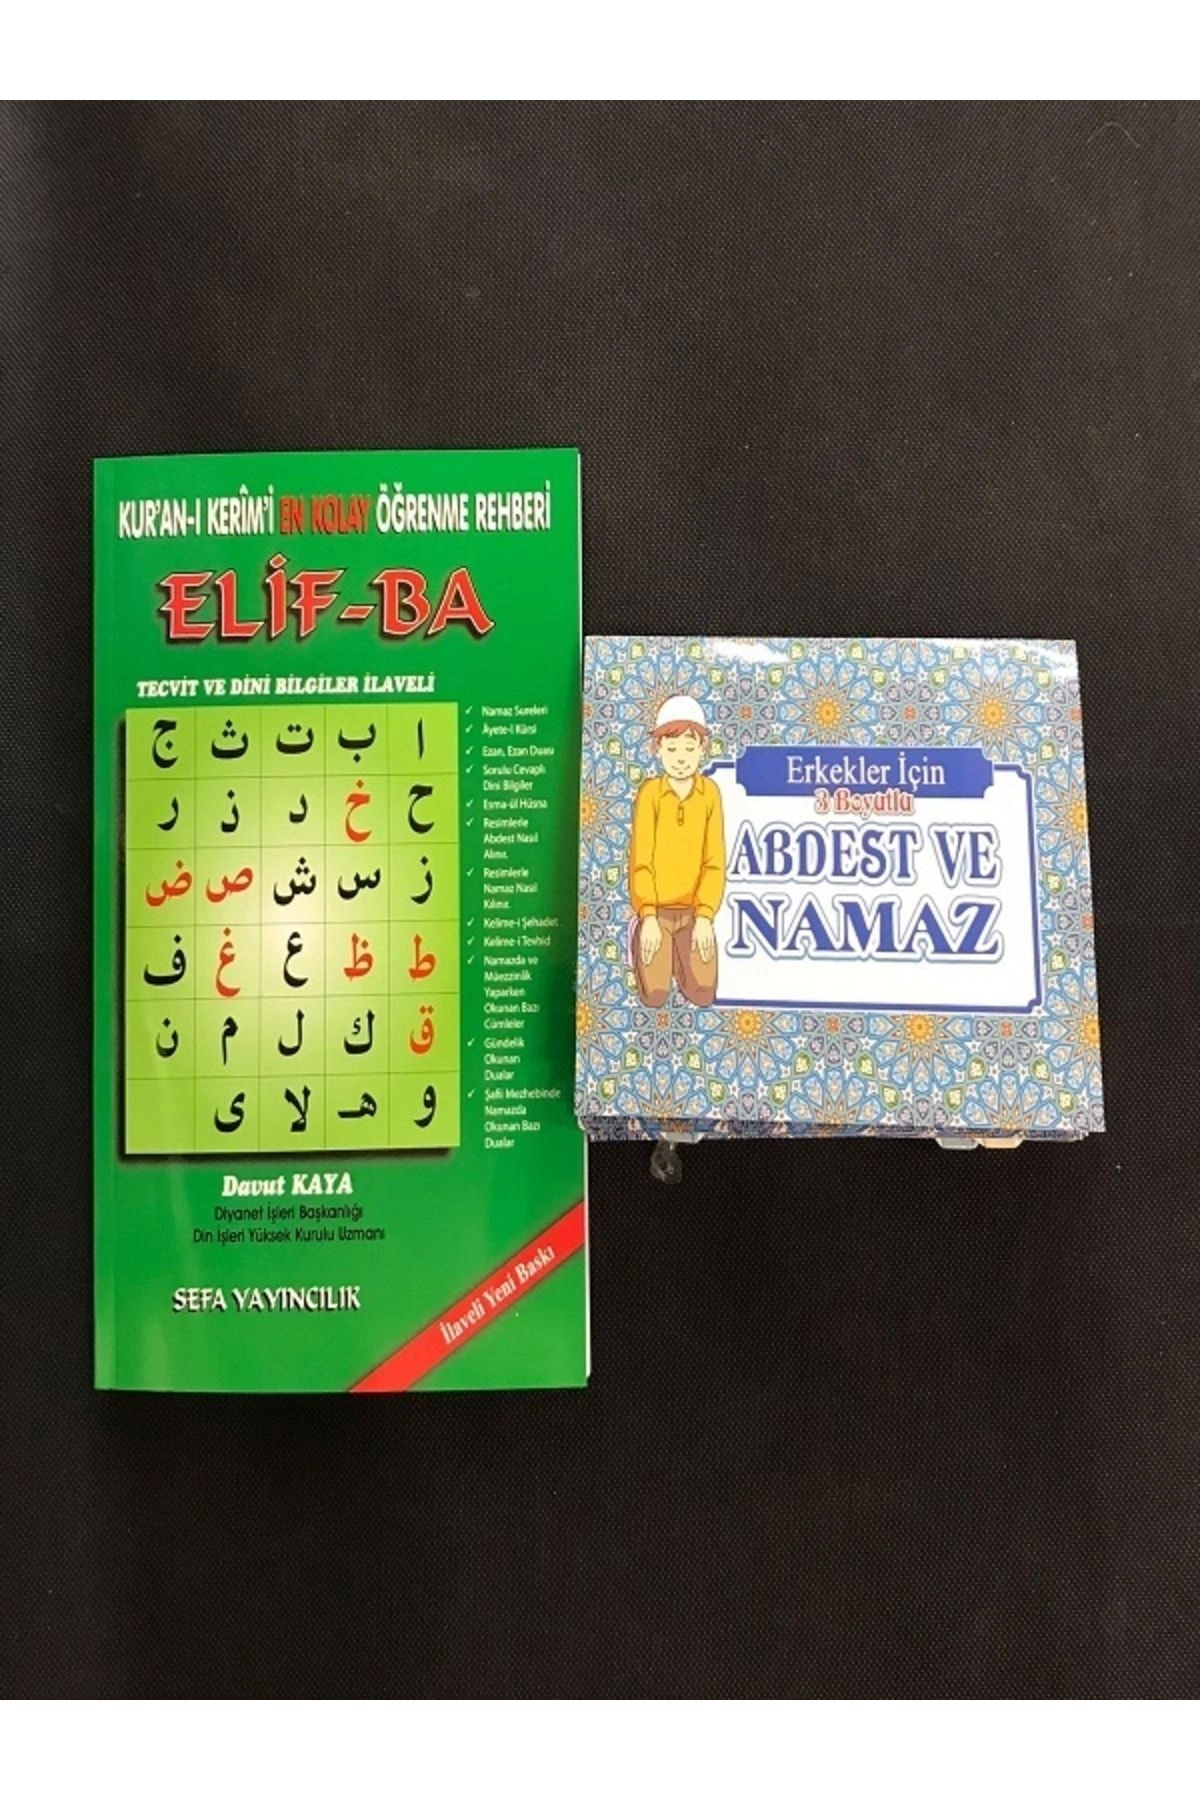 KUR'AN-I KERÎM'İ EN KOLAY ÖĞRENME REHBERİ
ELİF-BA
TECVİT VE DİNİ BİLGİLER İLAVELİ
ا ب ت ث ج
ح خ د ذ ر
ز س ش ص ض
ط ظ ع غ ف
ق ك ل م ن
و هـ لا ى
✓ Namaz Sureleri
✓ Âyete-l Kürsi
✓ Ezan, Ezan Duası
✓ Sorulu Cevaplı
Dini Bilgiler
✓ Esma-ül Hüsna
✓ Resimlerle
Abdest Nasıl
Alınır.
✓ Resimlerle
Namaz Nasıl
Kılınır.
✓ Kelime-i Şehadet
✓ Kelime-i Tevhid
✓ Namazda ve
Müezzinlik
Yaparken
Okunan Bazı
Cümleler
✓ Gündelik
Okunan
Dualar
✓ Şafii Mezhebinde
Namazda
Okunan Bazı
Dualar
Davut KAYA
Diyanet İşleri Başkanlığı
Din İşleri Yüksek Kurulu Uzmanı
SEFA YAYINCILIK
İlaveli Yeni Baskı
Erkekler İçin
3 Boyutlu
ABDEST VE
NAMAZ